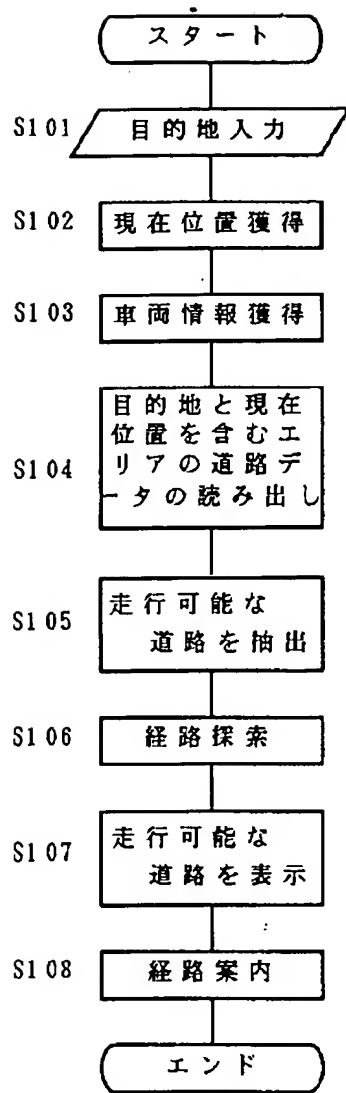 スタート
S101 目的地入力
S102 現在位置獲得
S103 車両情報獲得
目的地と現在
位置を含むエ
S104 リアの道路デ
ータの読み出し
走行可能な
S105 道路を抽出
S106 経路探索
走行可能な
S107 道路を表示
S108 経路案内
エンド